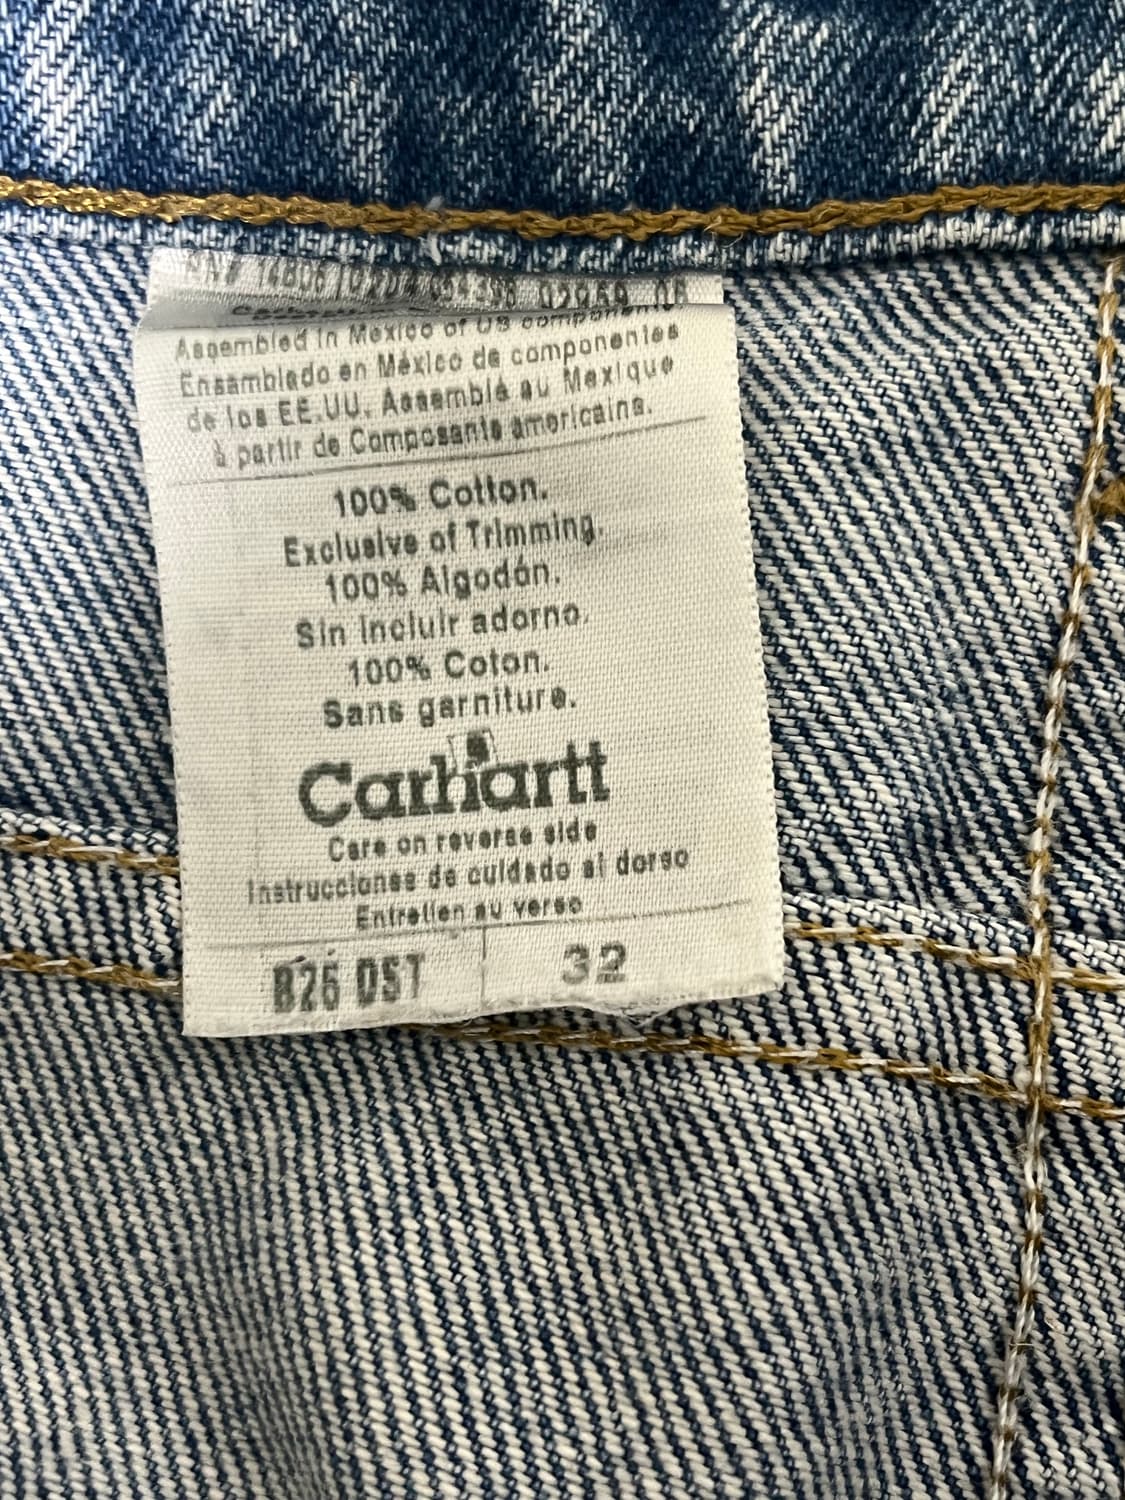 Assembled in Mexico of US components
Ensamblado en México de componentes
de los EE.UU. Assemblé au Mexique
à partir de Composants americains.
100% Cotton.
Exclusive of Trimming.
100% Algodón.
Sin incluir adorno.
100% Coton.
Sans garniture.
Carhartt
Care on reverse side
Instrucciones de cuidado al dorso
Entretien au verso
B26 DST 32